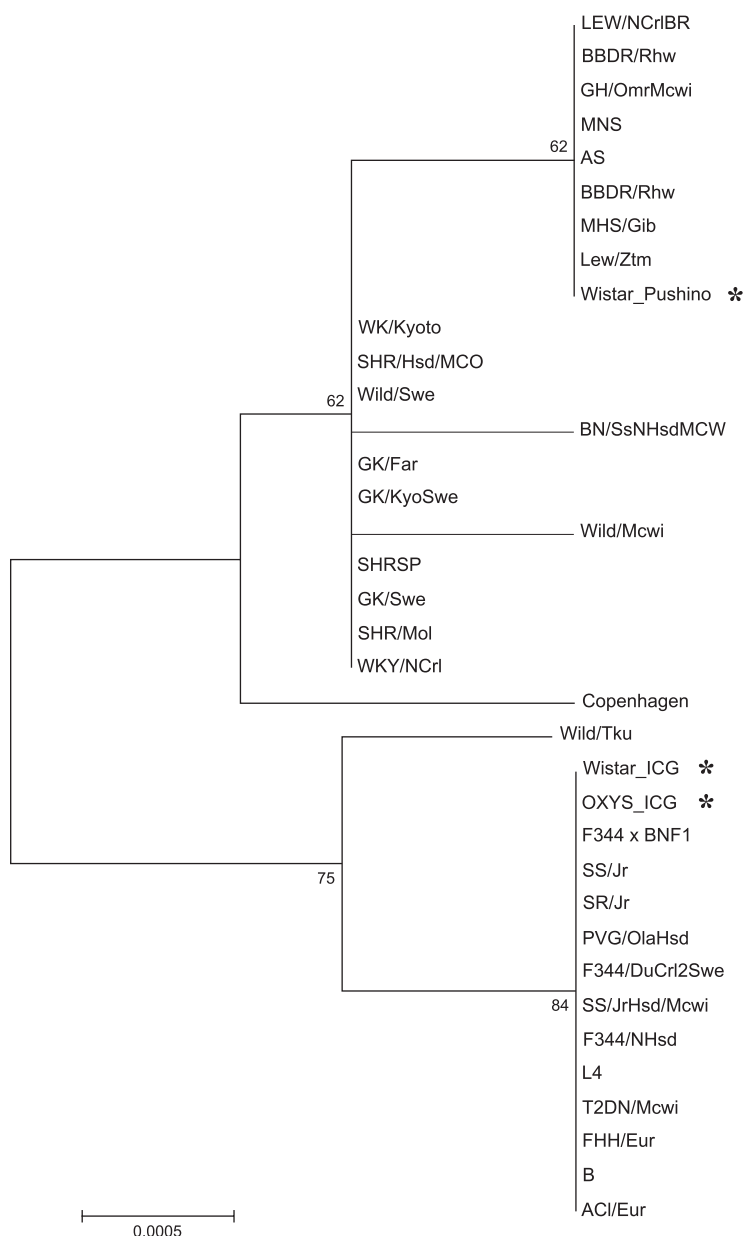 LEW/NCrlBR
BBDR/Rhw
GH/OmrMcwi
MNS
62
AS
BBDR/Rhw
MHS/Gib
Lew/Ztm
Wistar_Pushino *
WK/Kyoto
SHR/Hsd/MCO
Wild/Swe
62
BN/SsNHsdMCW
GK/Far
GK/KyoSwe
Wild/Mcwi
SHRSP
GK/Swe
SHR/Mol
WKY/NCrl
Copenhagen
Wild/Tku
Wistar_ICG *
OXYS_ICG *
F344 x BNF1
SS/Jr
75
SR/Jr
PVG/OlaHsd
F344/DuCrl2Swe
84
SS/JrHsd/Mcwi
F344/NHsd
L4
T2DN/Mcwi
FHH/Eur
B
ACI/Eur
0.0005